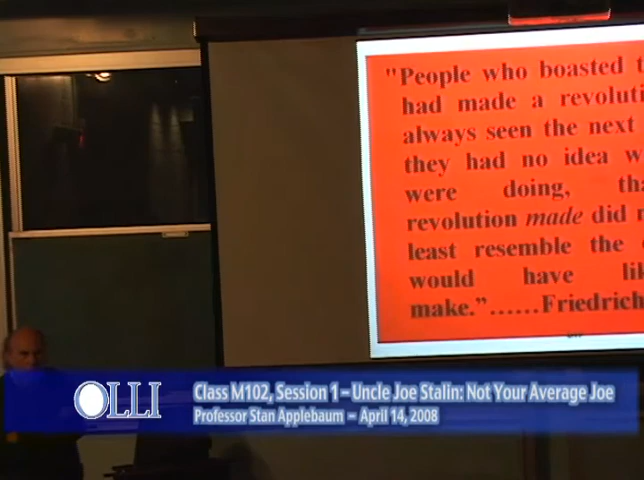 "People who boasted t
had made a revoluti
always seen the next
they had no idea w
were doing, tha
revolution made did
least resemble the
would have lik
make.”......Friedrich
OLLI
Class M102, Session 1 – Uncle Joe Stalin: Not Your Average Joe
Professor Stan Applebaum – April 14, 2008